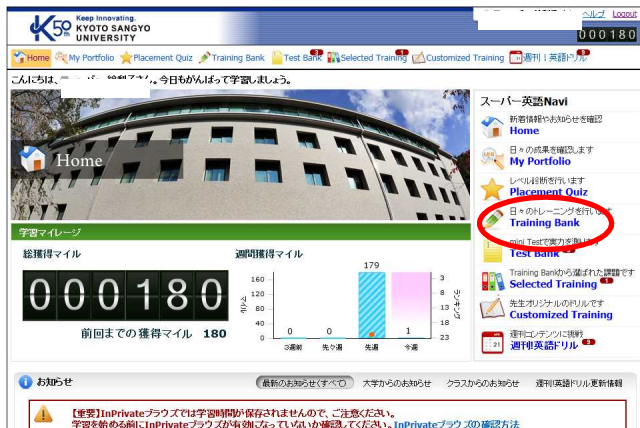 50th Keep Innovating.
KYOTO SANGYO
UNIVERSITY
ヘルプ Logout
000180
Home My Portfolio Placement Quiz Training Bank Test Bank Selected Training Customized Training 週刊!英語ドリル
こんにちは、 さん。今日もがんばって学習しましょう。
Home
スーパー英語Navi
新着情報やお知らせを確認
Home
日々の成果を確認します
My Portfolio
レベル診断を行います
Placement Quiz
日々のトレーニングを行います
Training Bank
mini Testで実力を測ります
Test Bank
Training Bankから選ばれた課題です
Selected Training
先生オリジナルのドリルです
Customized Training
週刊コンテンツに挑戦
週刊!英語ドリル
学習マイレージ
総獲得マイル
000180
前回までの獲得マイル 180
週間獲得マイル
マイル
160
120
80
40
0
0
0
179
1
3週前 先々週 先週 今週
3
8
13
18
23
ランキング
お知らせ
最新のお知らせ(すべて) 大学からのお知らせ クラスからのお知らせ 週刊!英語ドリル更新情報
【重要】InPrivateブラウズでは学習時間が保存されませんので、ご注意ください。
学習を始める前にInPrivateブラウズが有効になっていないか確認してください。InPrivateブラウズの確認方法